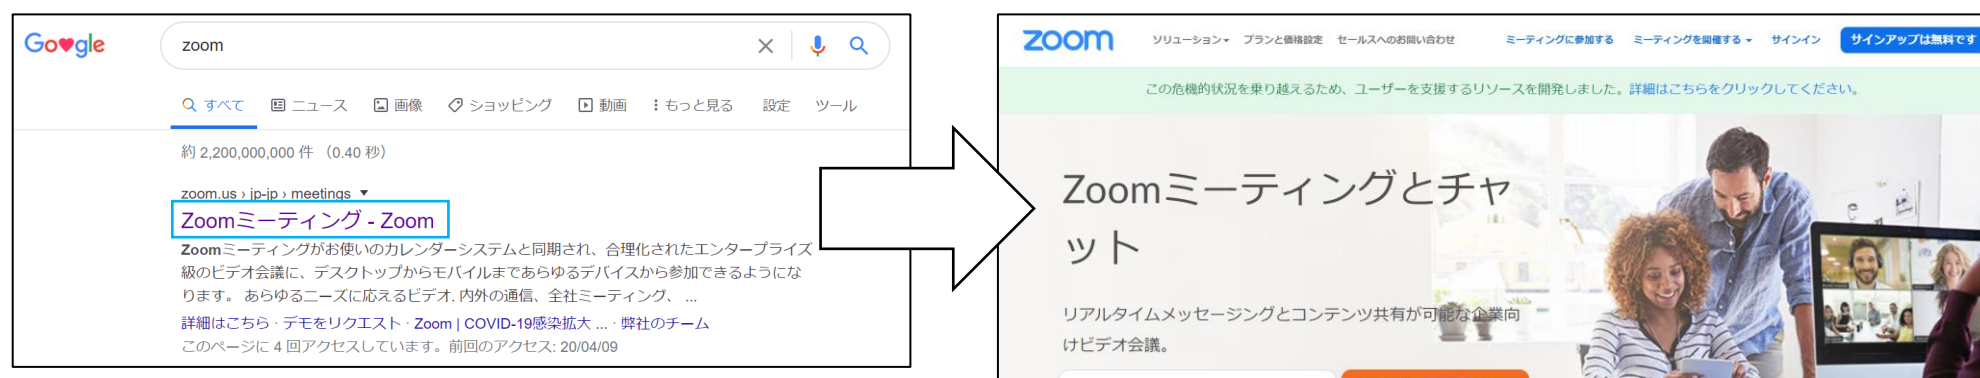 Google
zoom
すべて ニュース 画像 ショッピング 動画 もっと見る 設定 ツール
約 2,200,000,000 件 （0.40 秒）
zoom.us › jp-jp › meetings ▼
Zoomミーティング - Zoom
Zoomミーティングがお使いのカレンダーシステムと同期され、合理化されたエンタープライズ
級のビデオ会議に、デスクトップからモバイルまであらゆるデバイスから参加できるようにな
ります。 あらゆるニーズに応えるビデオ. 内外の通信、全社ミーティング、 ...
詳細はこちら · デモをリクエスト · Zoom | COVID-19感染拡大 ... · 弊社のチーム
このページに 4 回アクセスしています。前回のアクセス: 20/04/09
zoom ソリューション プランと価格設定 セールスへのお問い合わせ ミーティングに参加する ミーティングを開催する サインイン サインアップは無料です
この危機的状況を乗り越えるため、ユーザーを支援するリソースを開発しました。詳細はこちらをクリックしてください。
Zoomミーティングとチャ
ット
リアルタイムメッセージングとコンテンツ共有が可能な企業向
けビデオ会議。